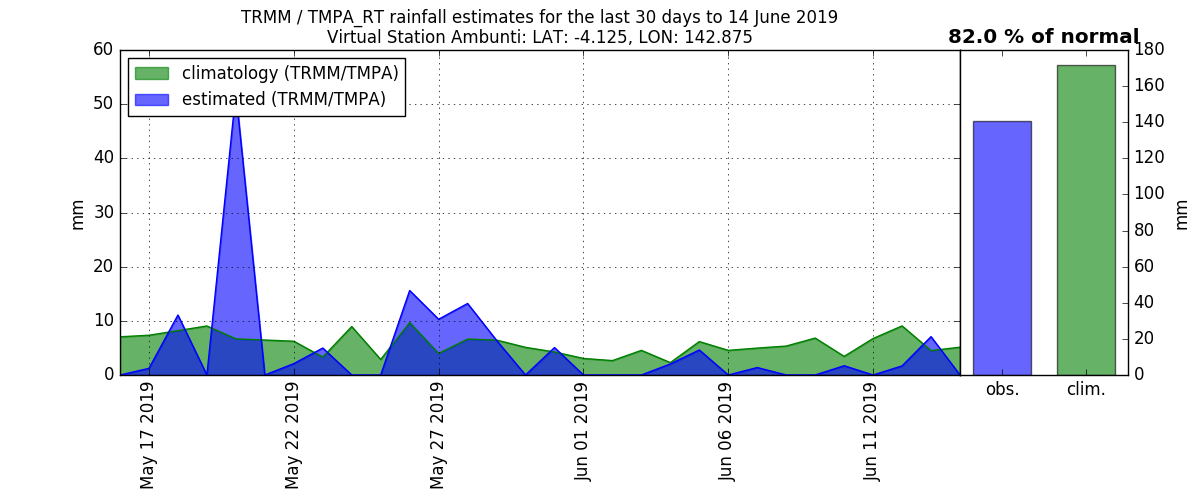 TRMM / TMPA_RT rainfall estimates for the last 30 days to 14 June 2019
Virtual Station Ambunti: LAT: -4.125, LON: 142.875
82.0 % of normal
climatology (TRMM/TMPA)
estimated (TRMM/TMPA)
60
50
40
30
20
10
0
mm
May 17 2019
May 22 2019
May 27 2019
Jun 01 2019
Jun 06 2019
Jun 11 2019
180
160
140
120
100
80
60
40
20
0
mm
obs.
clim.